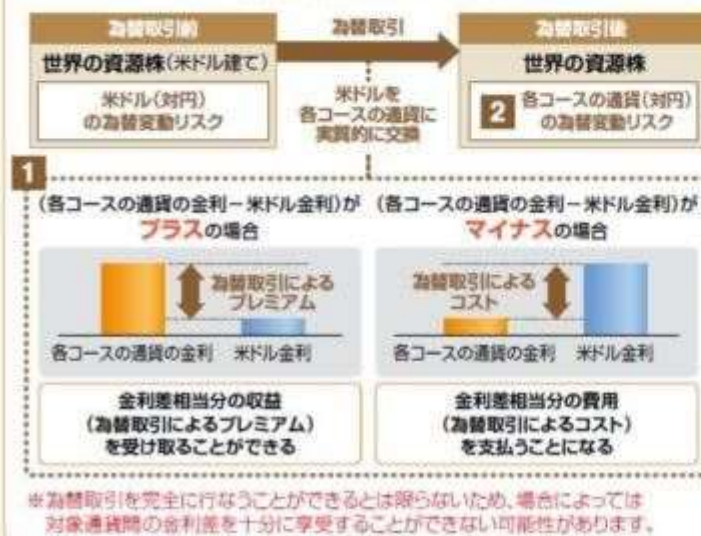 為替取引前
為替取引
為替取引後
世界の資源株(米ドル建て)
米ドル(対円)
の為替変動リスク
米ドルを
各コースの通貨に
実質的に交換
世界の資源株
2 各コースの通貨(対円)
の為替変動リスク
1
(各コースの通貨の金利-米ドル金利)が
プラスの場合
為替取引による
プレミアム
各コースの通貨の金利 米ドル金利
金利差相当分の収益
(為替取引によるプレミアム)
を受け取ることができる
(各コースの通貨の金利-米ドル金利)が
マイナスの場合
為替取引による
コスト
各コースの通貨の金利 米ドル金利
金利差相当分の費用
(為替取引によるコスト)
を支払うことになる
※為替取引を完全に行なうことができるとは限らないため、場合によっては
対象通貨間の金利差を十分に享受することができない可能性があります。